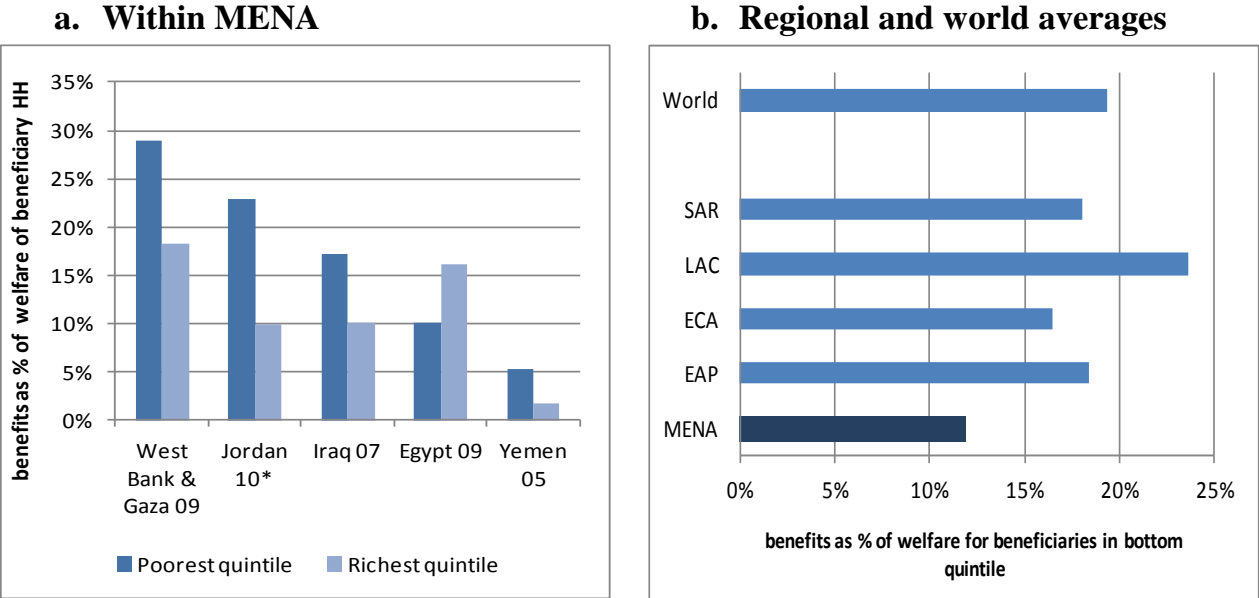 a. Within MENA
benefits as % of welfare of beneficiary HH
35%
30%
25%
20%
15%
10%
5%
0%
West
Bank &
Gaza 09
Jordan
10*
Iraq 07
Egypt 09
Yemen
05
Poorest quintile
Richest quintile
b. Regional and world averages
World
SAR
LAC
ECA
EAP
MENA
0% 5% 10% 15% 20% 25%
benefits as % of welfare for beneficiaries in bottom
quintile